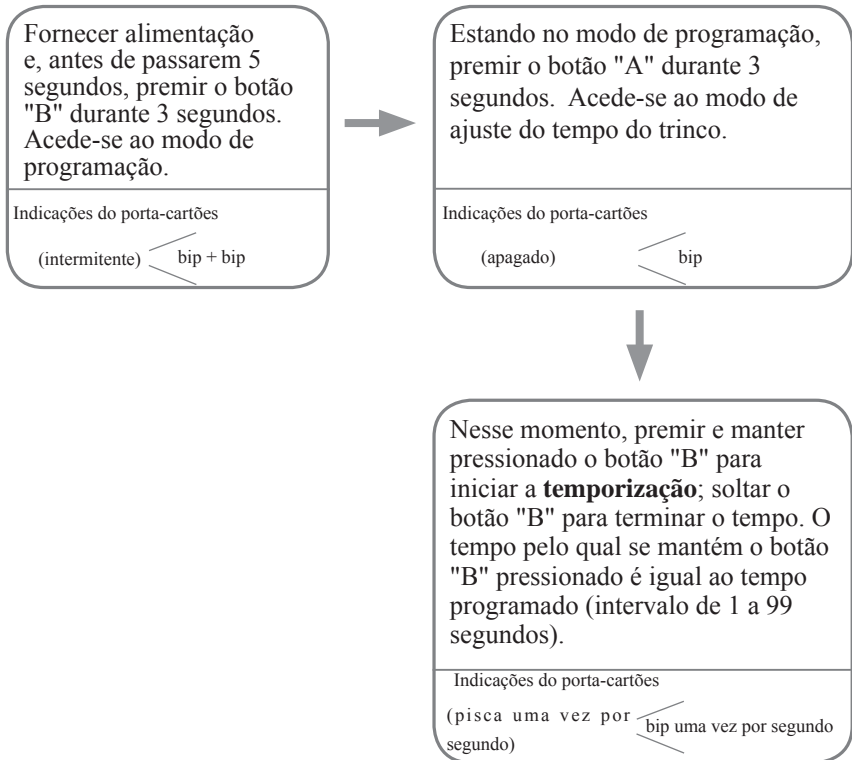 Fornecer alimentação
e, antes de passarem 5
segundos, premir o botão
"B" durante 3 segundos.
Acede-se ao modo de
programação.
Indicações do porta-cartões
(intermitente)
bip + bip
Estando no modo de programação,
premir o botão "A" durante 3
segundos. Acede-se ao modo de
ajuste do tempo do trinco.
Indicações do porta-cartões
(apagado)
bip
Nesse momento, premir e manter
pressionado o botão "B" para
iniciar a temporização; soltar o
botão "B" para terminar o tempo. O
tempo pelo qual se mantém o botão
"B" pressionado é igual ao tempo
programado (intervalo de 1 a 99
segundos).
Indicações do porta-cartões
(pisca uma vez por
segundo)
bip uma vez por segundo